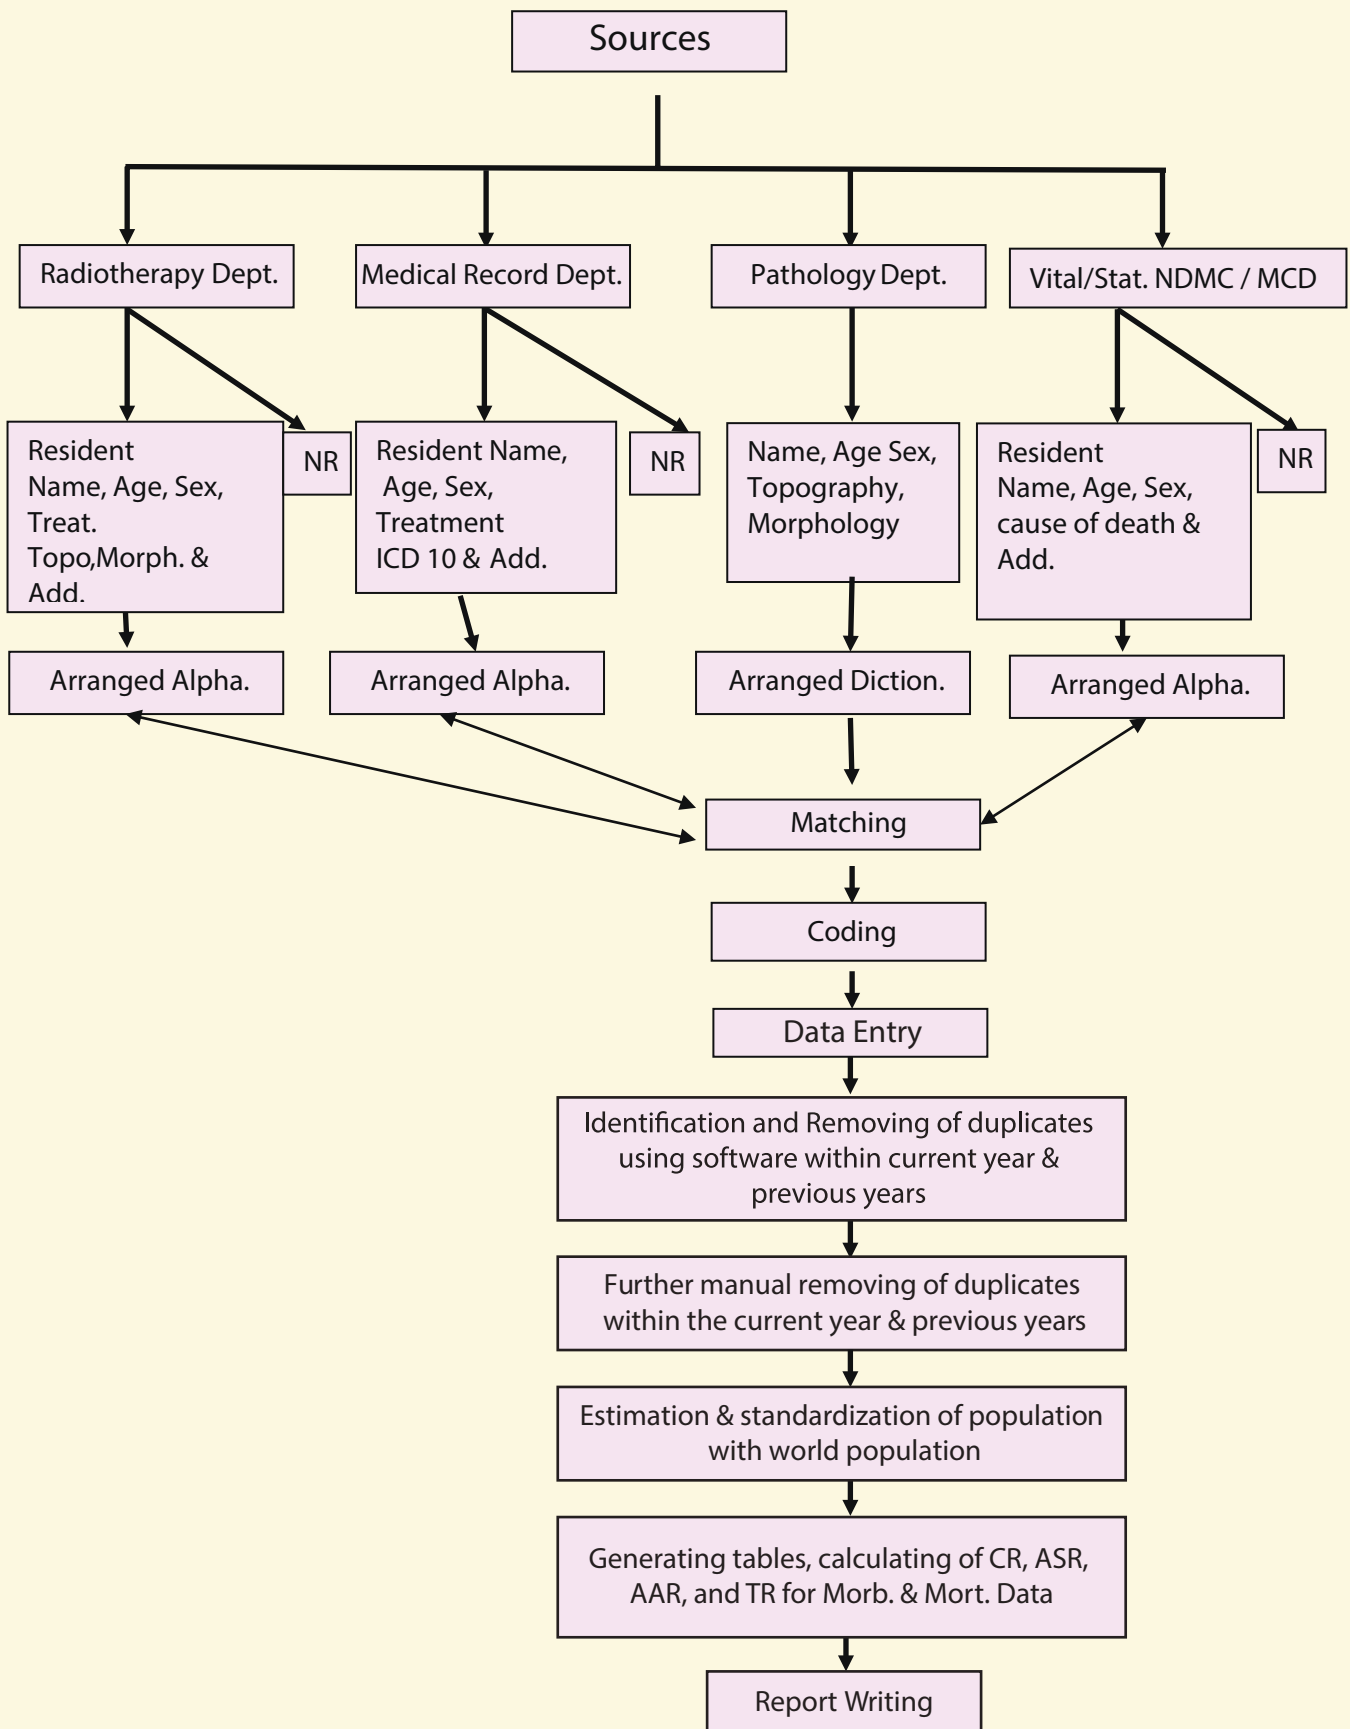 Sources
Radiotherapy Dept.
Medical Record Dept.
Pathology Dept.
Vital/Stat. NDMC / MCD
Resident
Name, Age, Sex,
Treat.
Topo,Morph. &
Add.
NR
Resident Name,
Age, Sex,
Treatment
ICD 10 & Add.
NR
Name, Age Sex,
Topography,
Morphology
Resident
Name, Age, Sex,
cause of death &
Add.
NR
Arranged Alpha.
Arranged Alpha.
Arranged Diction.
Arranged Alpha.
Matching
Coding
Data Entry
Identification and Removing of duplicates
using software within current year &
previous years
Further manual removing of duplicates
within the current year & previous years
Estimation & standardization of population
with world population
Generating tables, calculating of CR, ASR,
AAR, and TR for Morb. & Mort. Data
Report Writing